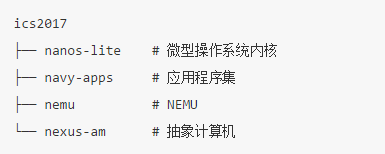 ics2017
├── nanos-lite    # 微型操作系统内核
├── navy-apps     # 应用程序集
├── nemu          # NEMU
└── nexus-am      # 抽象计算机